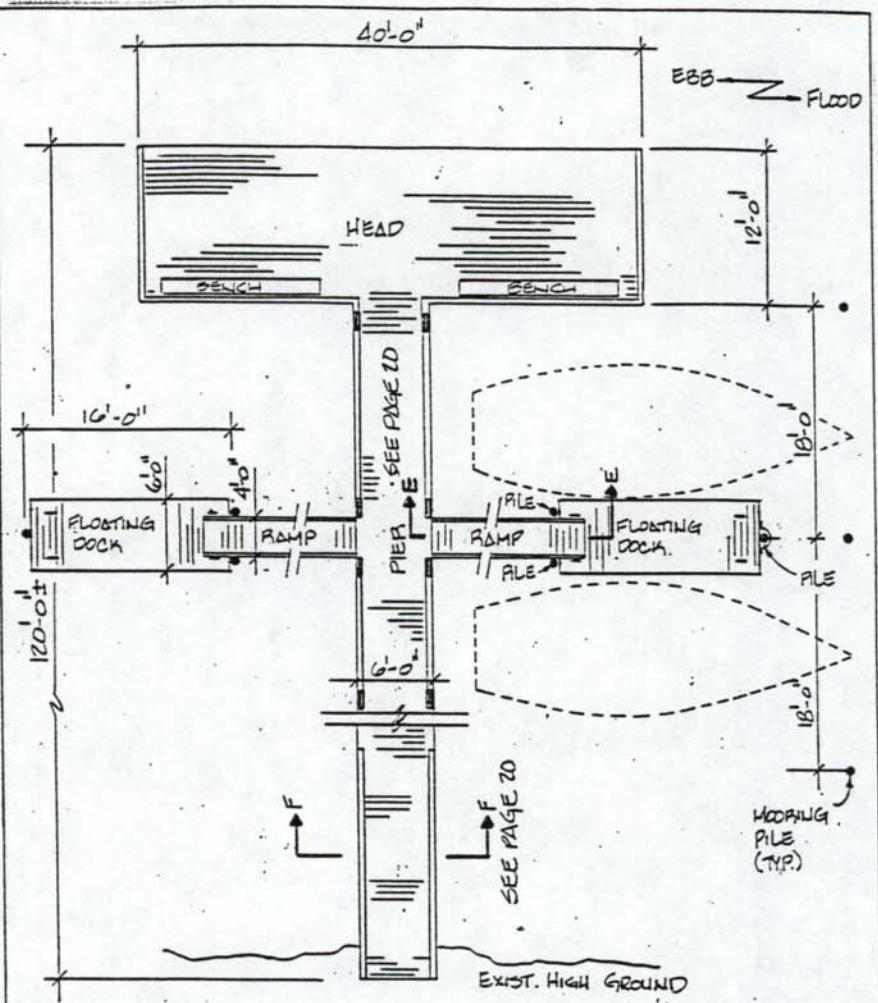 40'-0"
EBB
FLOOD
HEAD
12'-0"
BENCH
BENCH
SEE PAGE 20
16'-0"
6'-0"
4'-0"
18'-0"
E
E
PILE
FLOATING
DOCK
RAMP
PIER
RAMP
FLOATING
DOCK
PILE
PILE
120'-0"±
6'-0"
18'-0"
F
F
SEE PAGE 20
MOORING
PILE
(TYP.)
EXIST. HIGH GROUND